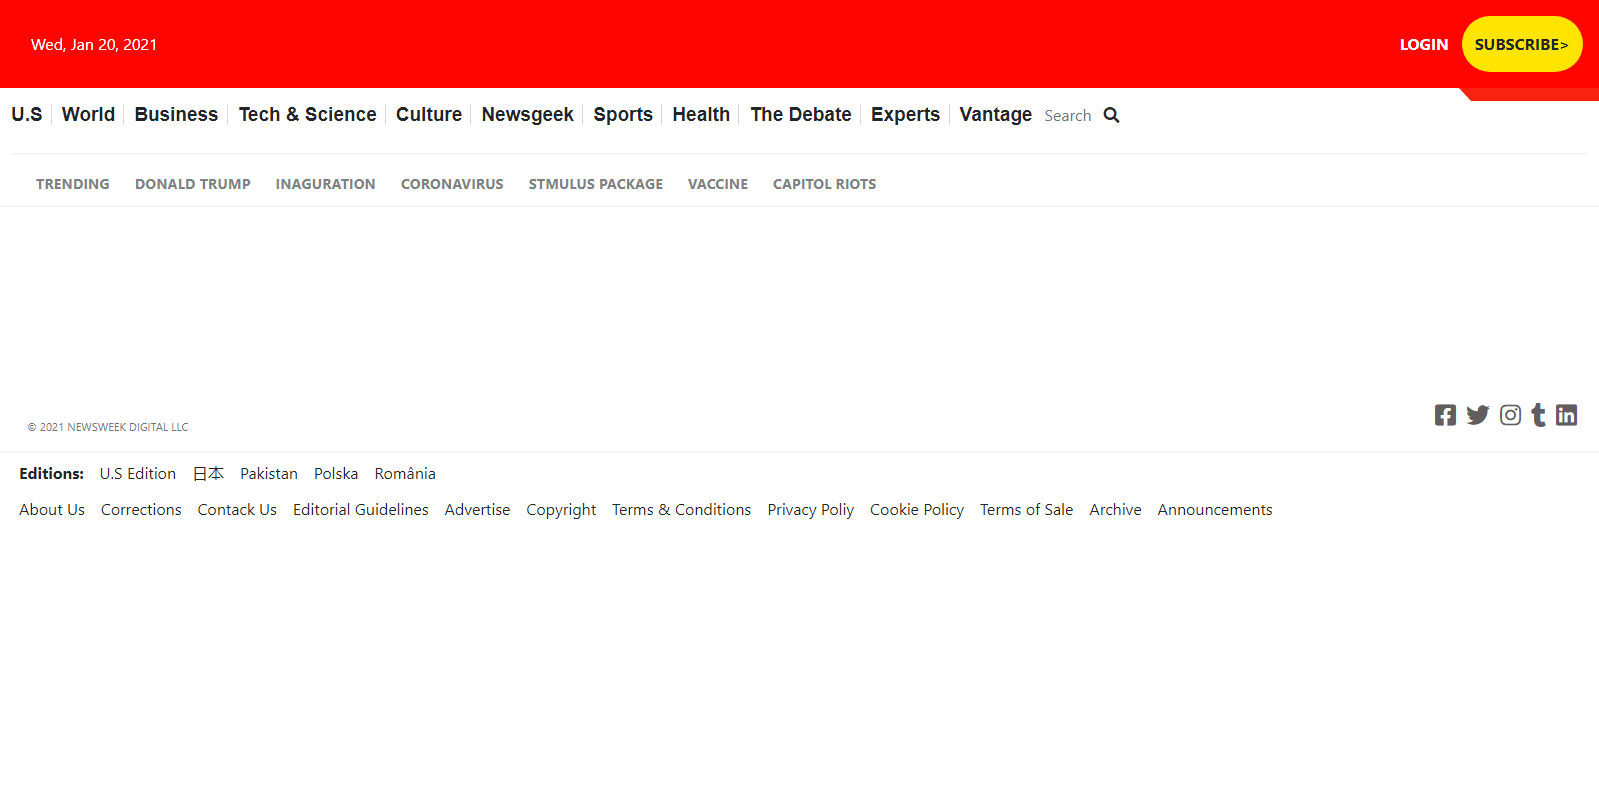 Wed, Jan 20, 2021 LOGIN SUBSCRIBE>
U.S World Business Tech & Science Culture Newsgeek Sports Health The Debate Experts Vantage Search
TRENDING DONALD TRUMP INAGURATION CORONAVIRUS STMULUS PACKAGE VACCINE CAPITOL RIOTS
© 2021 NEWSWEEK DIGITAL LLC
Editions: U.S Edition 日本 Pakistan Polska România
About Us Corrections Contack Us Editorial Guidelines Advertise Copyright Terms & Conditions Privacy Poliy Cookie Policy Terms of Sale Archive Announcements